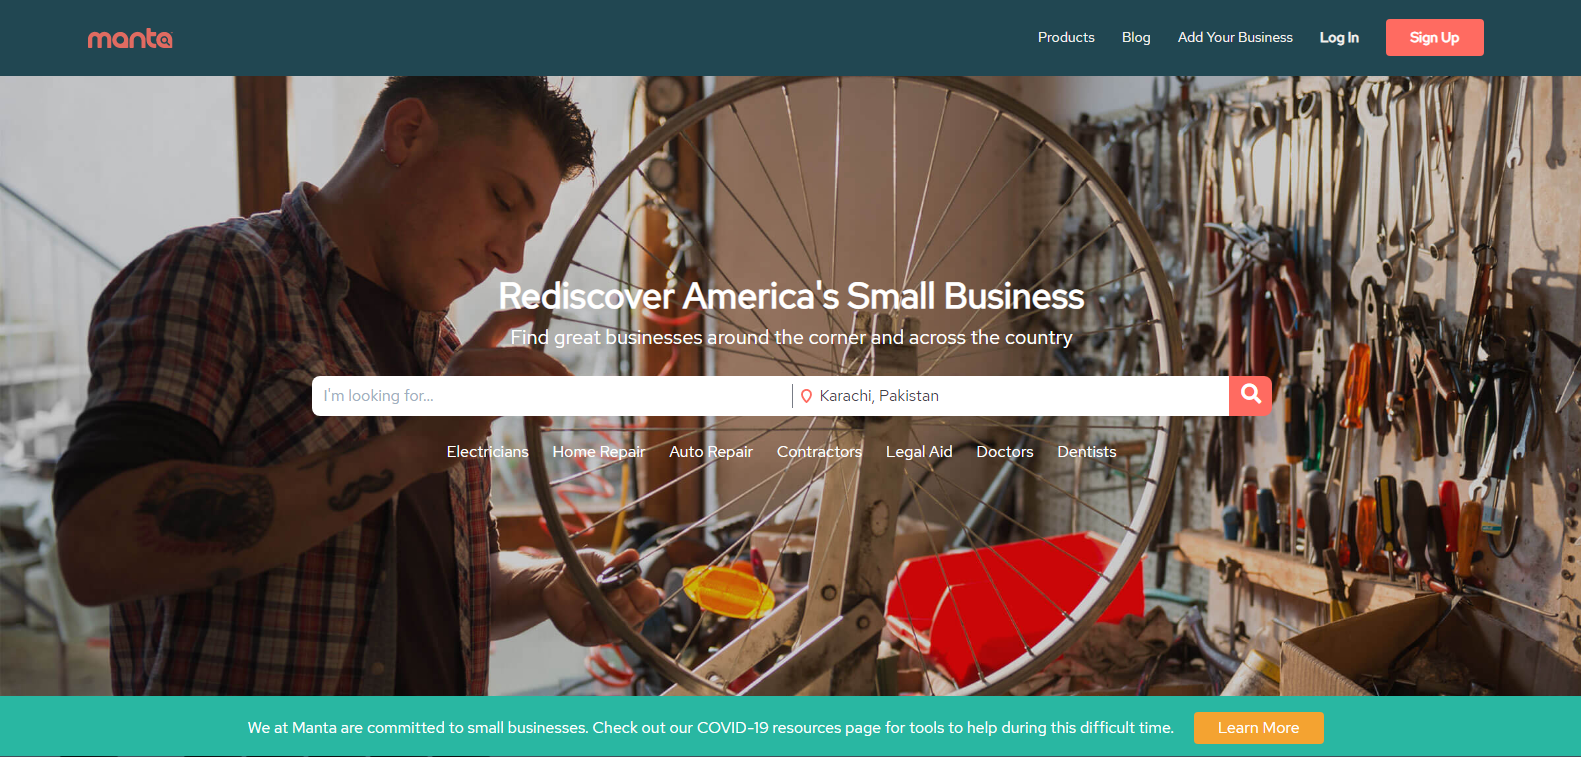 manta
Products Blog Add Your Business Log In Sign Up
Rediscover America's Small Business
Find great businesses around the corner and across the country
I'm looking for... Karachi, Pakistan
Electricians Home Repair Auto Repair Contractors Legal Aid Doctors Dentists
We at Manta are committed to small businesses. Check out our COVID-19 resources page for tools to help during this difficult time. Learn More